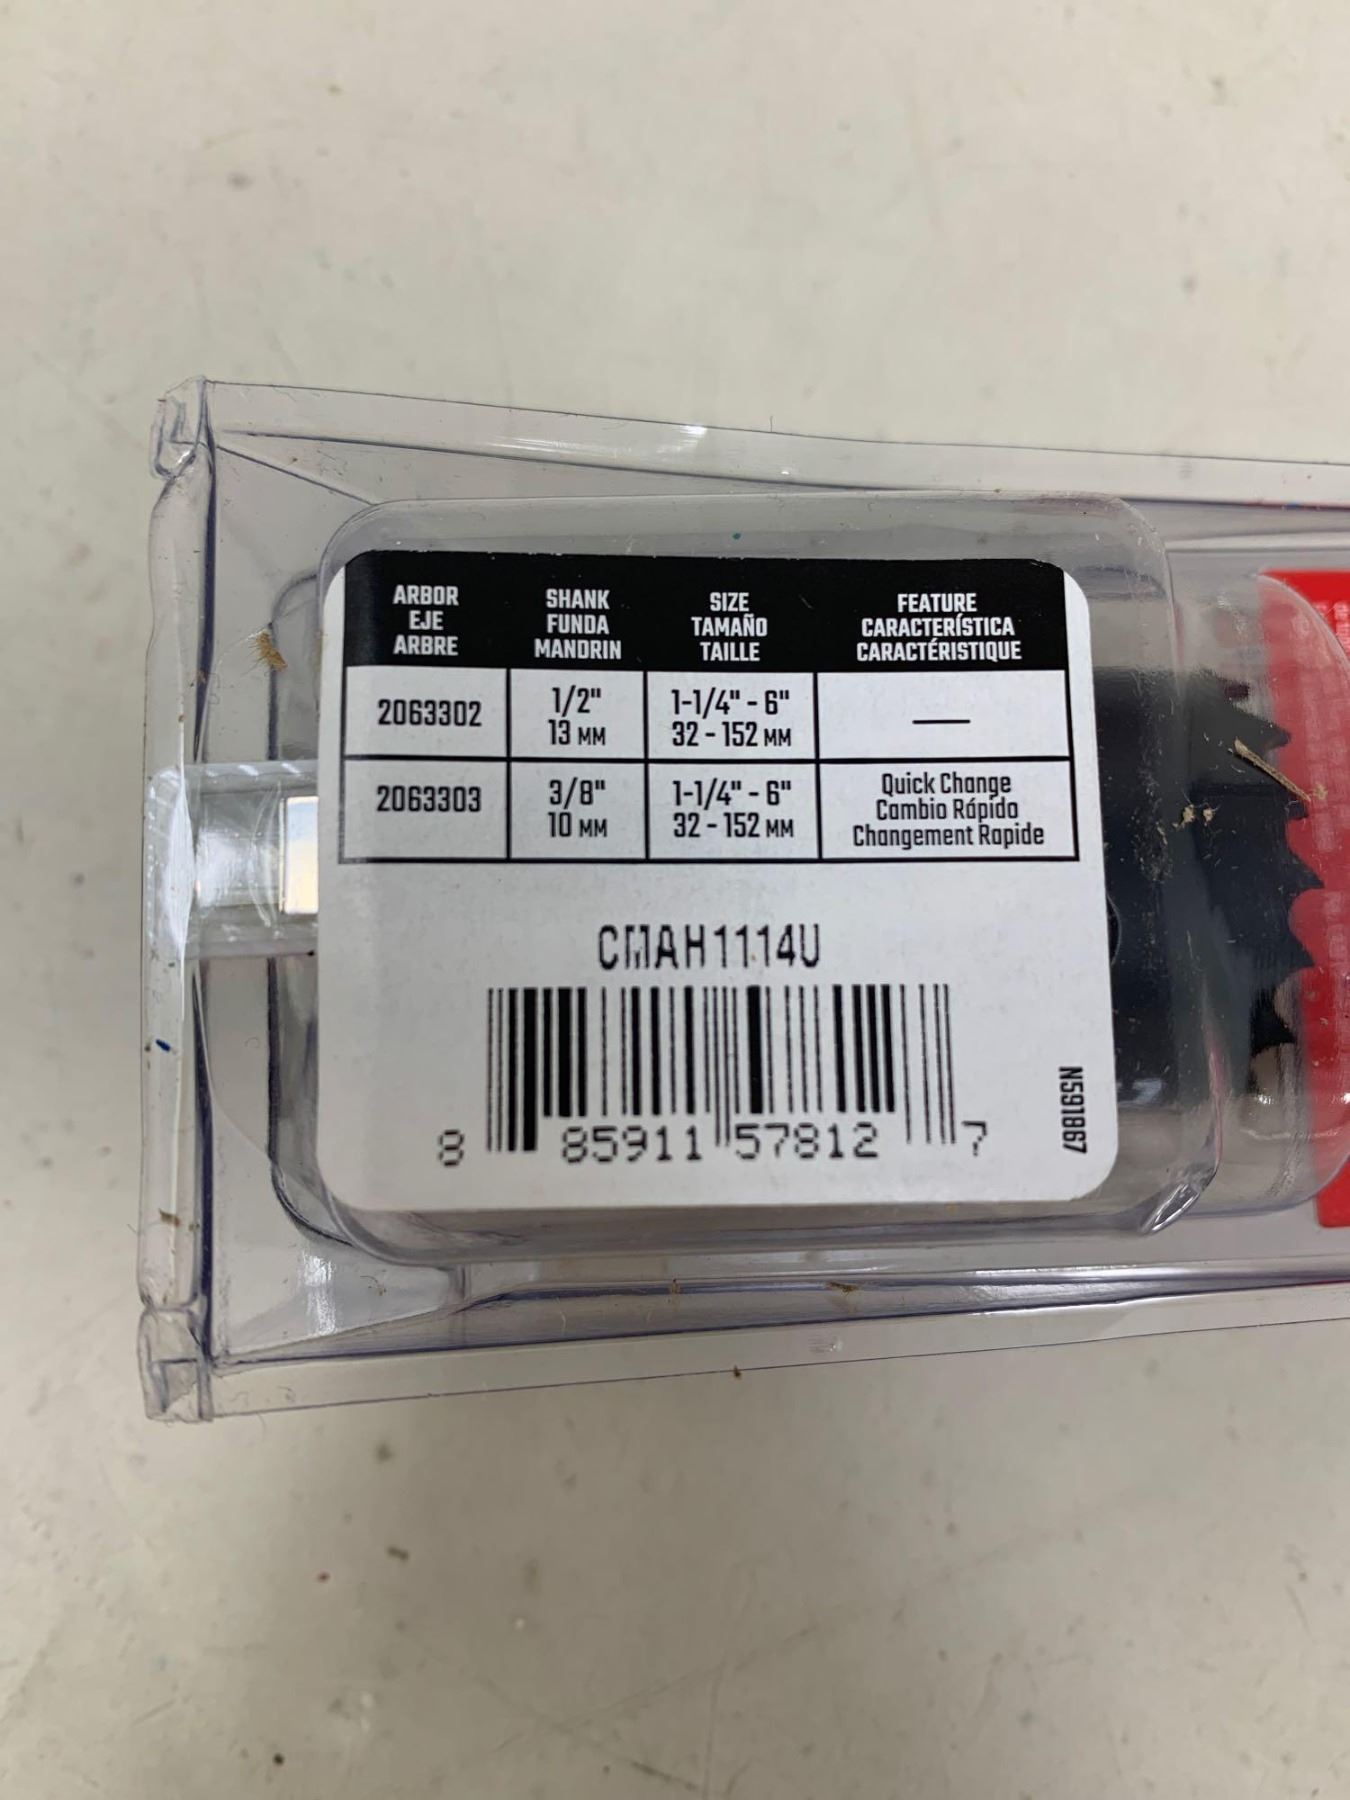 ARBOR SHANK SIZE FEATURE
EJE FUNDA TAMAÑO CARACTERÍSTICA
ARBRE MANDRIN TAILLE CARACTÉRISTIQUE
2063302 1/2" 1-1/4" - 6" —
13 MM 32 - 152 MM
2063303 3/8" 1-1/4" - 6" Quick Change
10 MM 32 - 152 MM Cambio Rápido
Changement Rapide
CMAH1114U
8 85911 57812 7
N591867